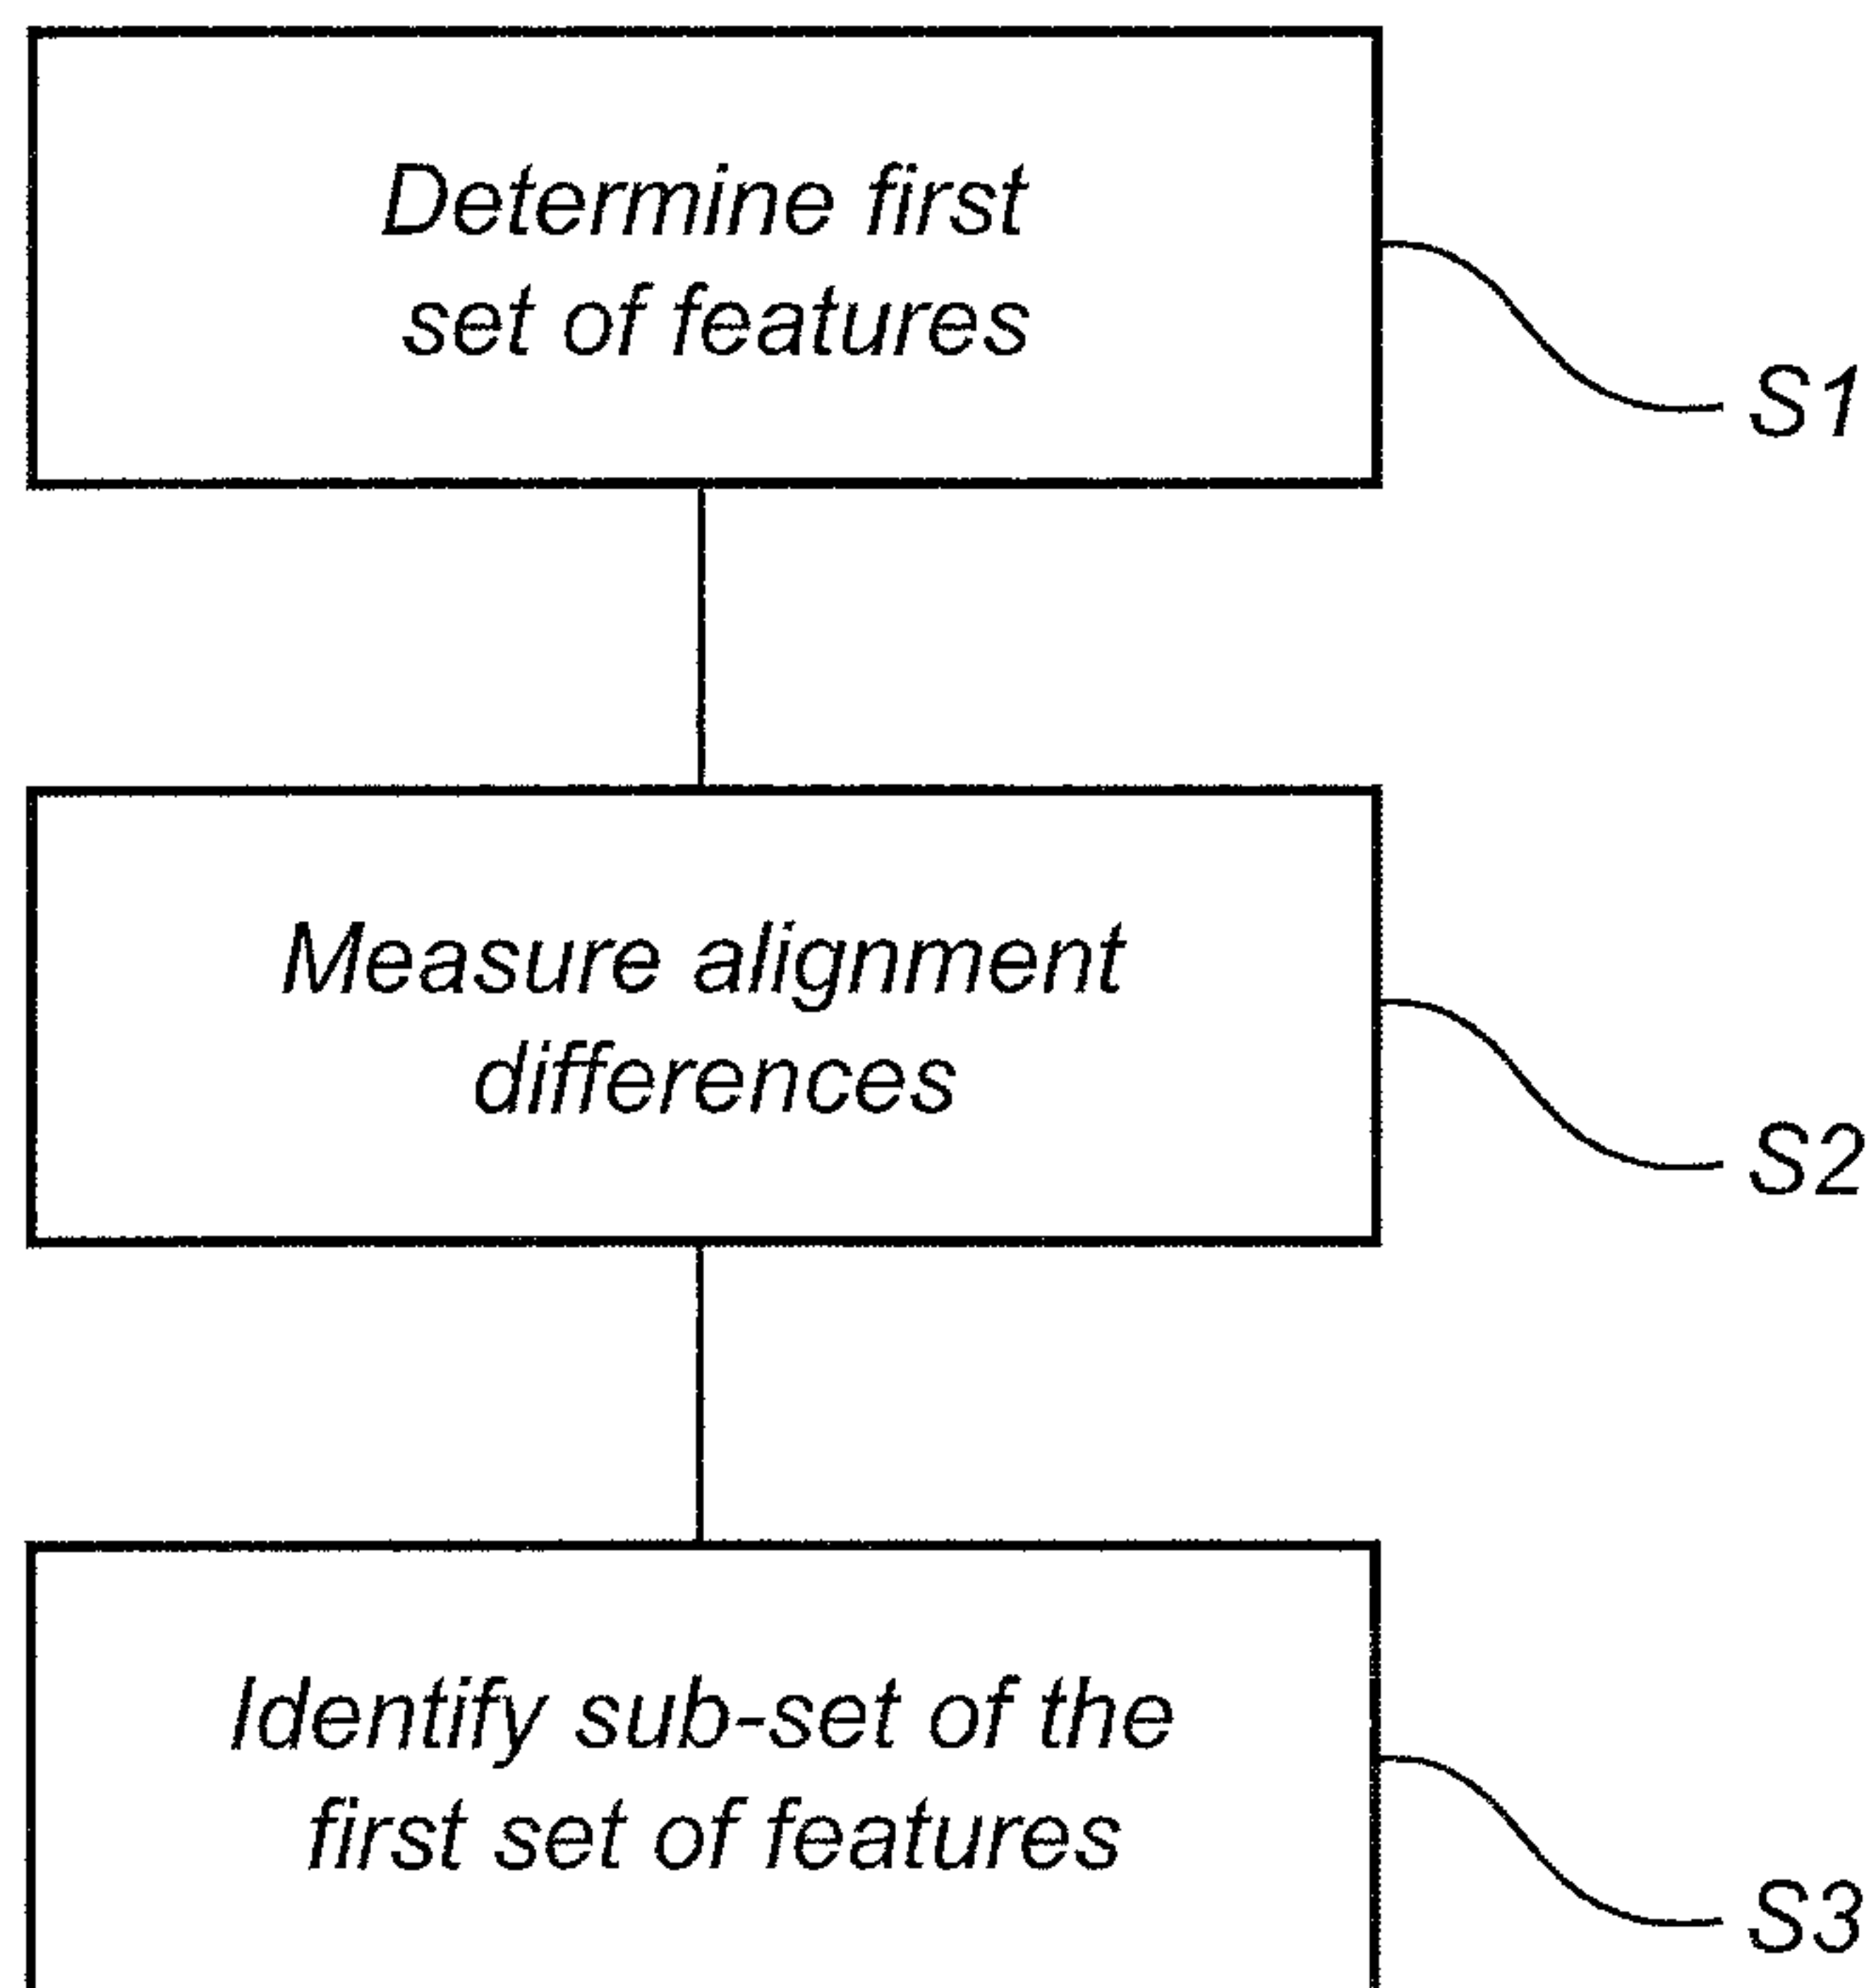 Determine first
set of features
S1
Measure alignment
differences
S2
Identify sub-set of the
first set of features
S3